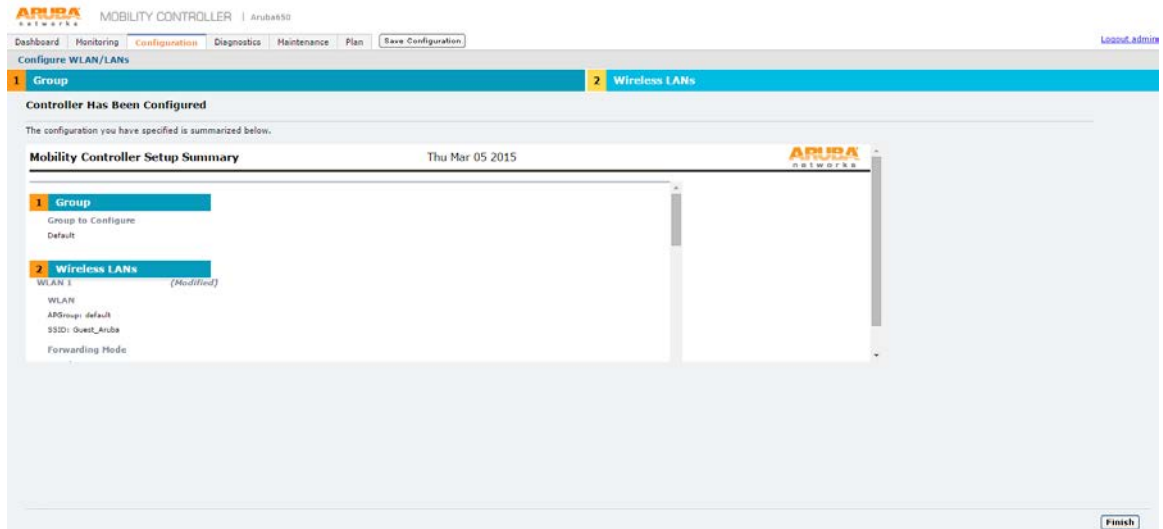 ARUBA networks MOBILITY CONTROLLER | Aruba650
Dashboard Monitoring Configuration Diagnostics Maintenance Plan Save Configuration Logout admin
Configure WLAN/LANs
1 Group 2 Wireless LANs
Controller Has Been Configured
The configuration you have specified is summarized below.
Mobility Controller Setup Summary Thu Mar 05 2015 ARUBA networks
1 Group
Group to Configure
Default
2 Wireless LANs
WLAN 1 (Modified)
WLAN
APGroup: default
SSID: Guest_Aruba
Forwarding Mode
Finish